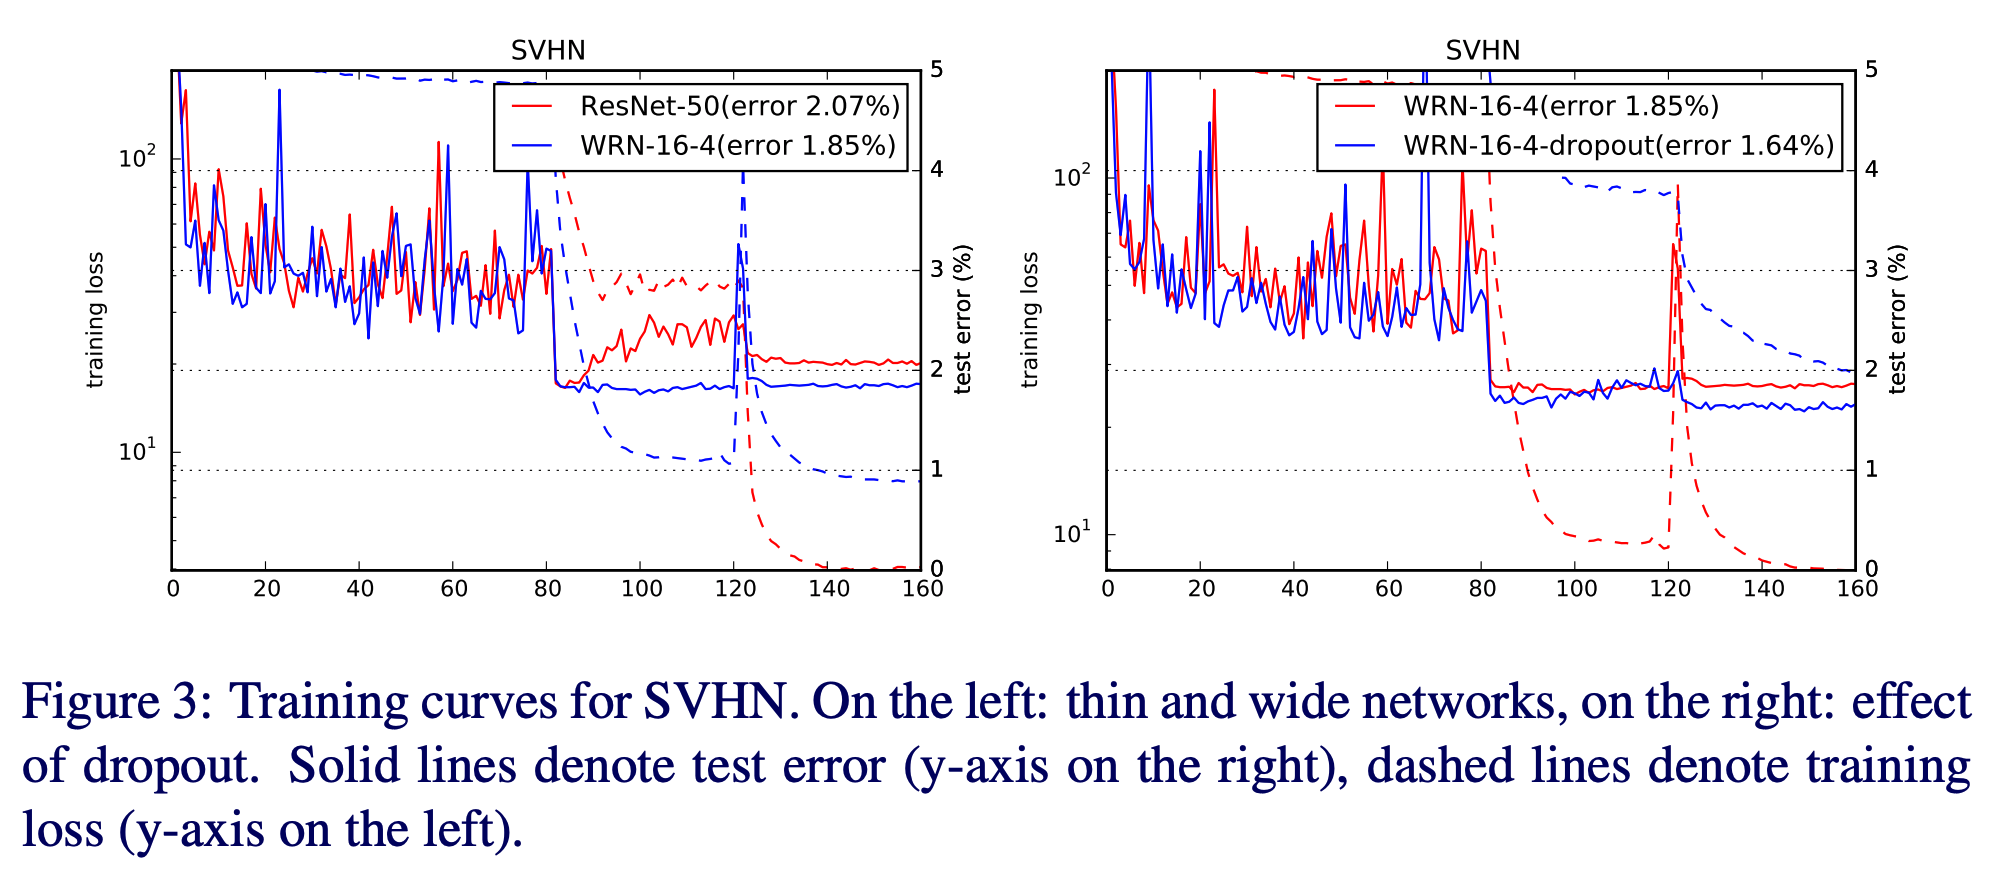 SVHN
ResNet-50(error 2.07%)
WRN-16-4(error 1.85%)
training loss
10^2
10^1
5
4
3
2
1
0
test error (%)
0 20 40 60 80 100 120 140 160
SVHN
WRN-16-4(error 1.85%)
WRN-16-4-dropout(error 1.64%)
training loss
10^2
10^1
5
4
3
2
1
0
test error (%)
0 20 40 60 80 100 120 140 160
Figure 3: Training curves for SVHN. On the left: thin and wide networks, on the right: effect
of dropout. Solid lines denote test error (y-axis on the right), dashed lines denote training
loss (y-axis on the left).